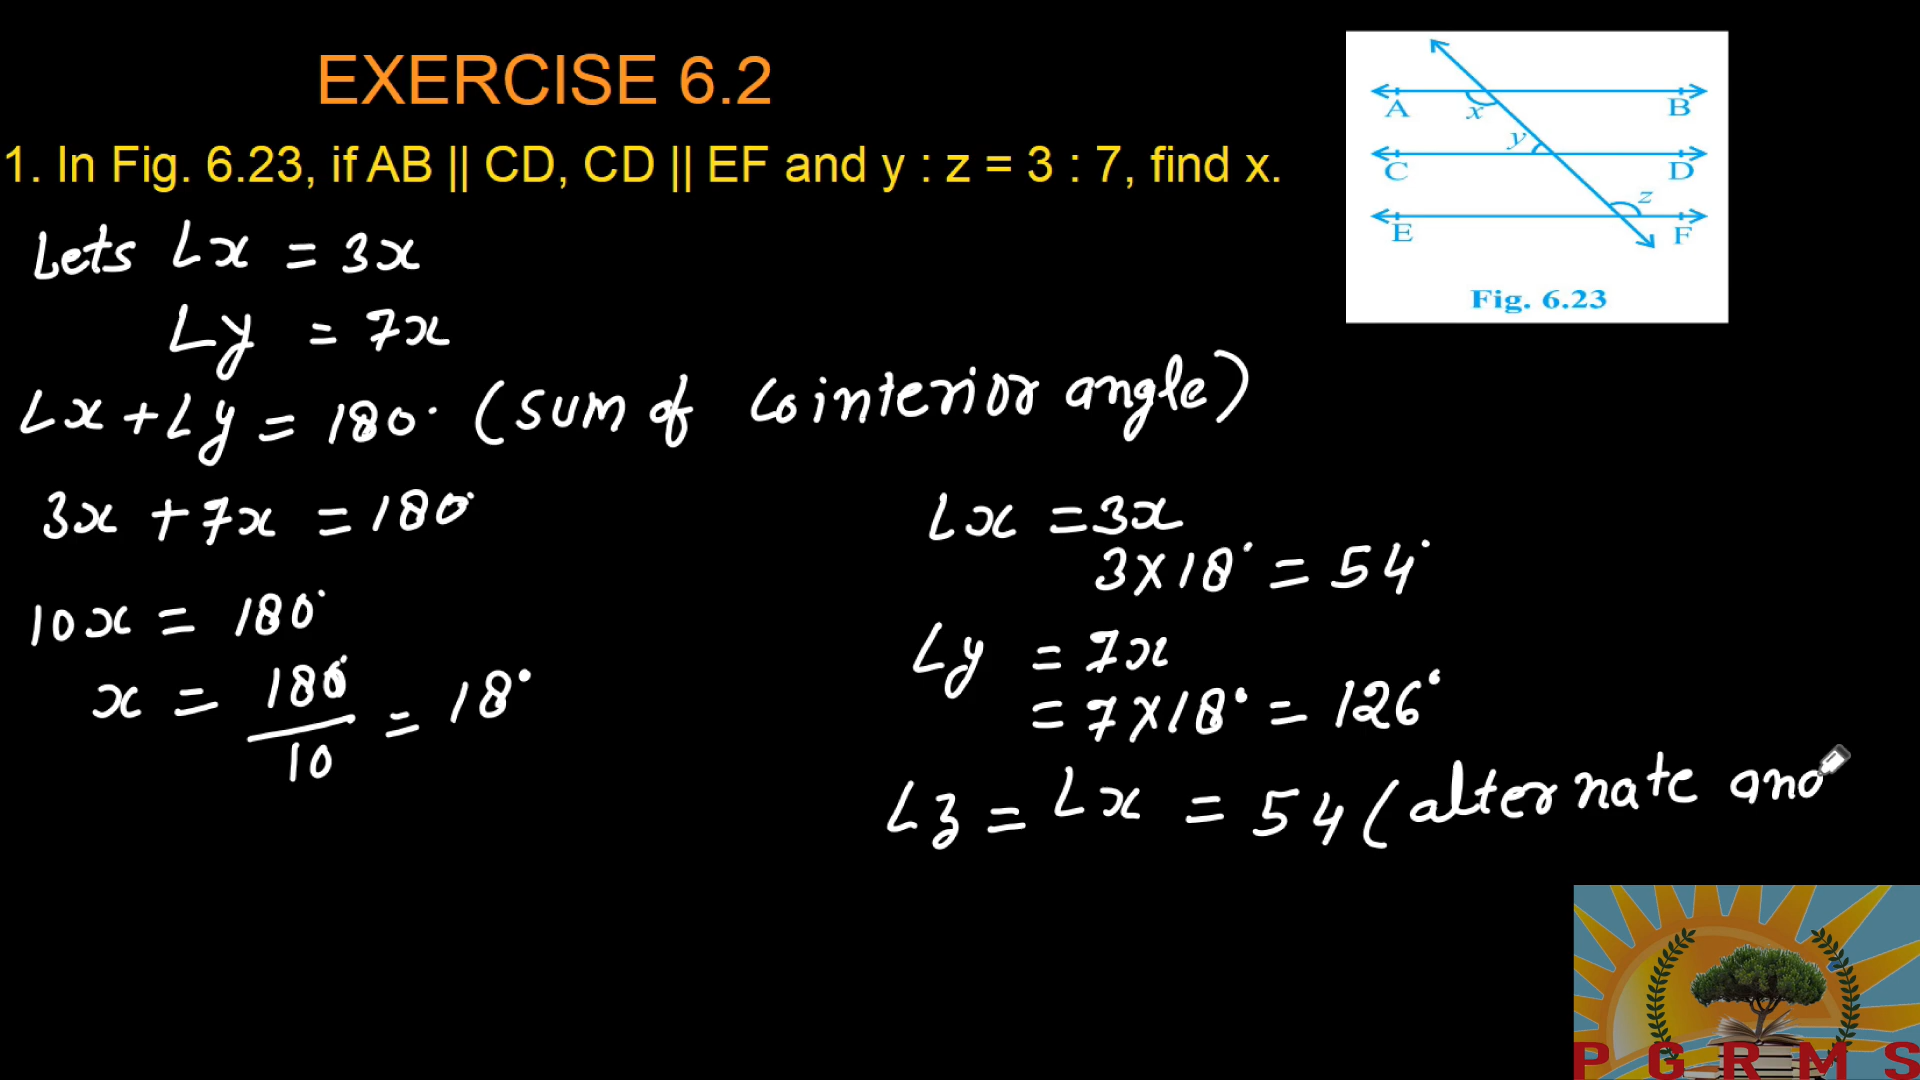 EXERCISE 6.2
1. In Fig. 6.23, if AB || CD, CD || EF and y : z = 3 : 7, find x.
A B
x
y
C D
z
E F
Fig. 6.23
Lets ∠x = 3x
∠y = 7x
∠x + ∠y = 180° (sum of cointerior angle)
3x + 7x = 180°
10x = 180°
x = 180°/10 = 18°
∠x = 3x
3×18° = 54°
∠y = 7x
= 7×18° = 126°
∠z = ∠x = 54 (alternate
PGRMS